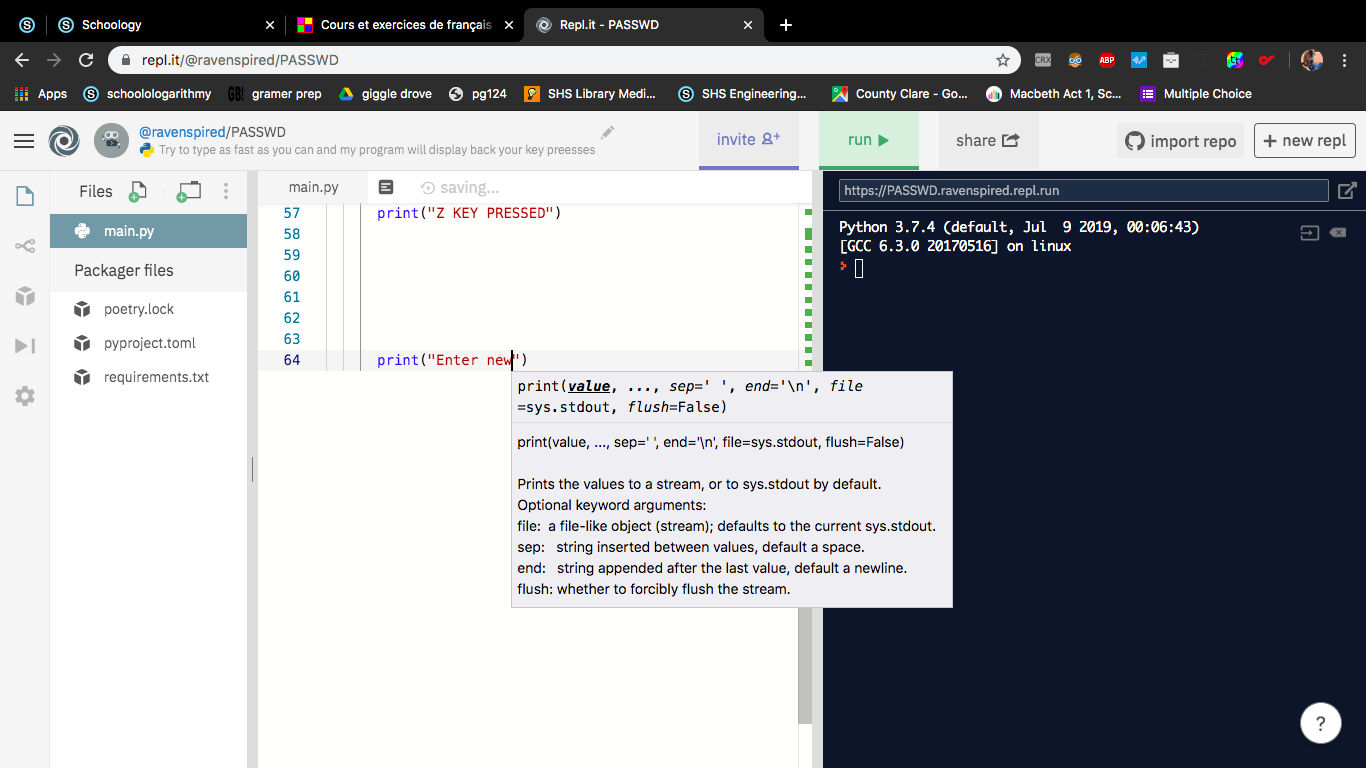 Schoology
Cours et exercices de français
Repl.it - PASSWD
repl.it/@ravenspired/PASSWD
CRX
ABP
Apps
schoolologarithmy
GB!
gramer prep
giggle drove
pg124
SHS Library Medi...
SHS Engineering...
County Clare - Go...
Macbeth Act 1, Sc...
Multiple Choice
@ravenspired/PASSWD
Try to type as fast as you can and my program will display back your key preesses
invite
run
share
import repo
+ new repl
Files
main.py
Packager files
poetry.lock
pyproject.toml
requirements.txt
main.py
saving...
57 print("Z KEY PRESSED")
58
59
60
61
62
63
64 print("Enter new")
print(value, ..., sep=' ', end='\n', file
=sys.stdout, flush=False)
print(value, ..., sep=' ', end='\n', file=sys.stdout, flush=False)
Prints the values to a stream, or to sys.stdout by default.
Optional keyword arguments:
file: a file-like object (stream); defaults to the current sys.stdout.
sep: string inserted between values, default a space.
end: string appended after the last value, default a newline.
flush: whether to forcibly flush the stream.
https://PASSWD.ravenspired.repl.run
Python 3.7.4 (default, Jul 9 2019, 00:06:43)
[GCC 6.3.0 20170516] on linux
?